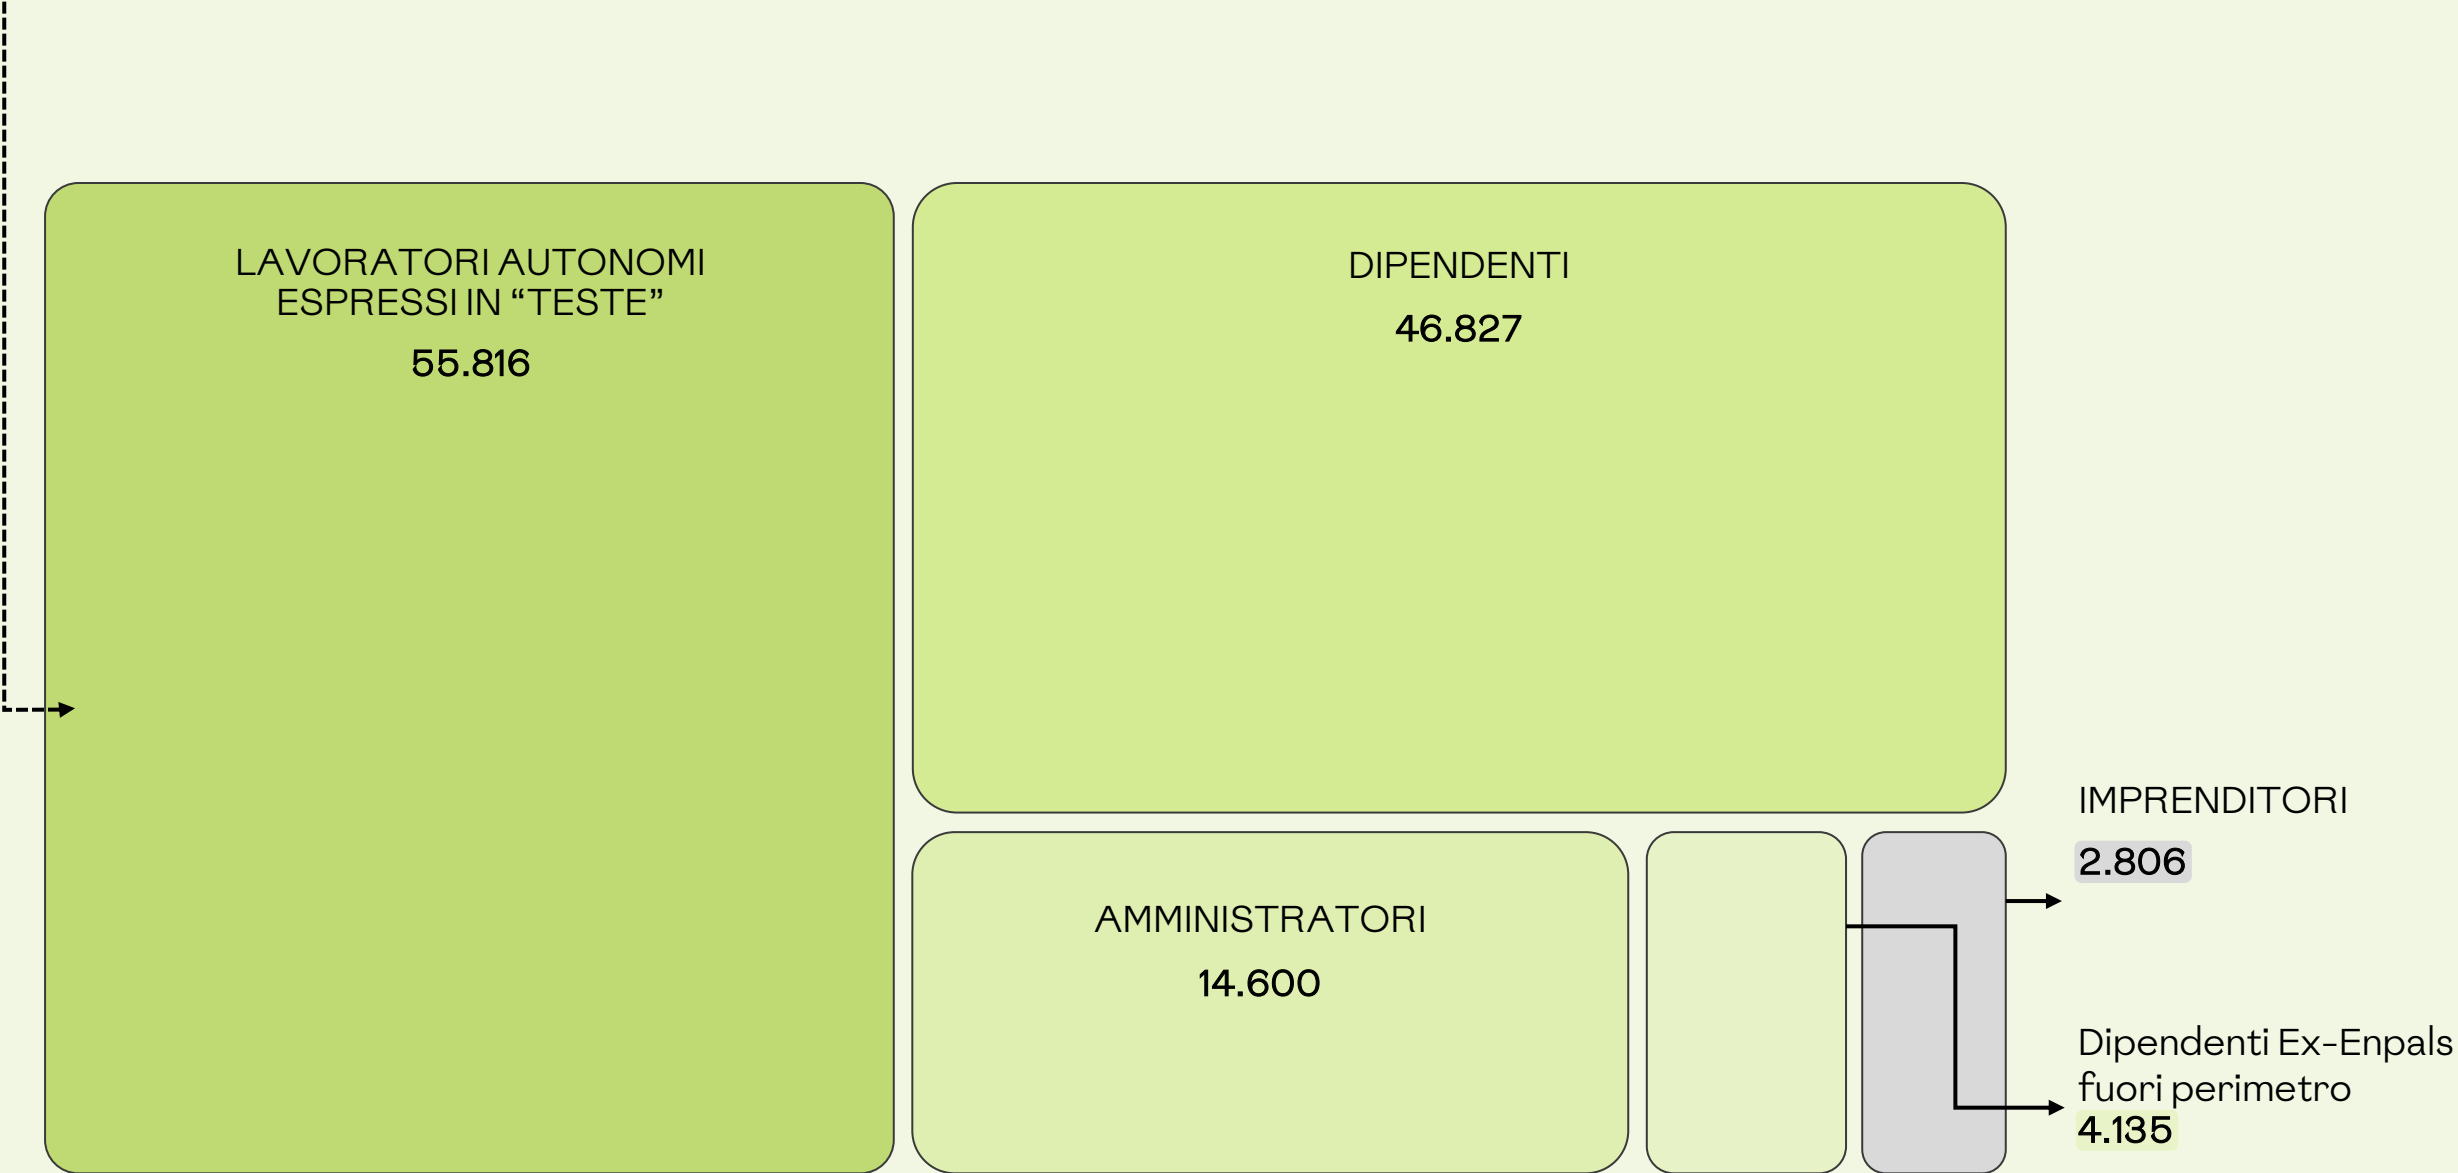 LAVORATORI AUTONOMI
ESPRESSI IN “TESTE”
55.816
DIPENDENTI
46.827
AMMINISTRATORI
14.600
IMPRENDITORI
2.806
Dipendenti Ex-Enpals
fuori perimetro
4.135